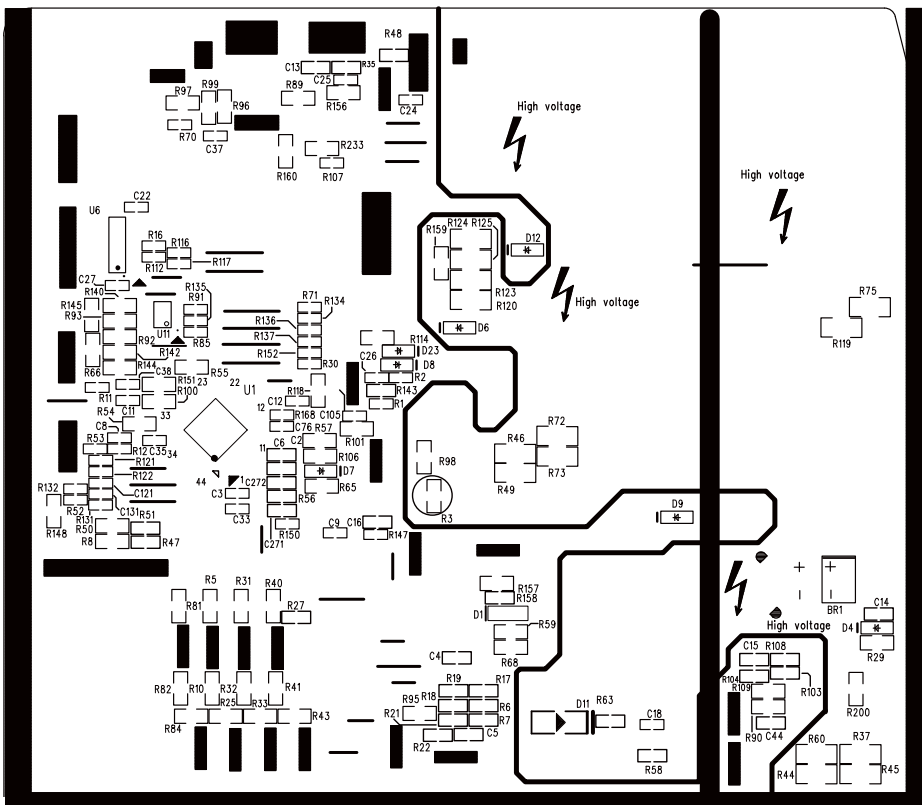 R48
C13
R35
C25
R97
R99
R89
R96
R156
C24
High voltage
R70
C37
R233
R160
R107
High voltage
C22
U6
R159
R124
R125
R16
R116
D12
R112
R117
C27
R140
R135
R71
R134
R123
R145
R91
R120
High voltage
R75
R93
R136
D6
U11
R137
R114
R92
R85
R119
R142
R152
D23
C26
D8
R144
R30
R66
C38
R55
R2
R151
23
22
U1
R118
R143
R11
R100
C12
R1
R54
C11
33
12
R168
C105
R72
C8
C76
C2
R57
R101
R46
R53
R12
C35
34
11
C6
R106
R98
R73
R121
D7
R122
44
1
C272
R49
R132
C121
C3
R56
R65
R52
C131
R3
D9
R131
C33
R148
R50
R51
R150
C9
C16
R8
R47
C271
R147
R5
R31
R40
R157
R158
BR1
R81
R27
D1
C14
High voltage
R59
D4
R68
R29
C4
C15
R108
R82
R10
R32
R41
R19
R17
R104
R103
R109
R95
R18
R6
R200
R25
R33
R84
R43
R21
R7
D11
R63
C18
R22
C5
R90
C44
R60
R37
R58
R44
R45